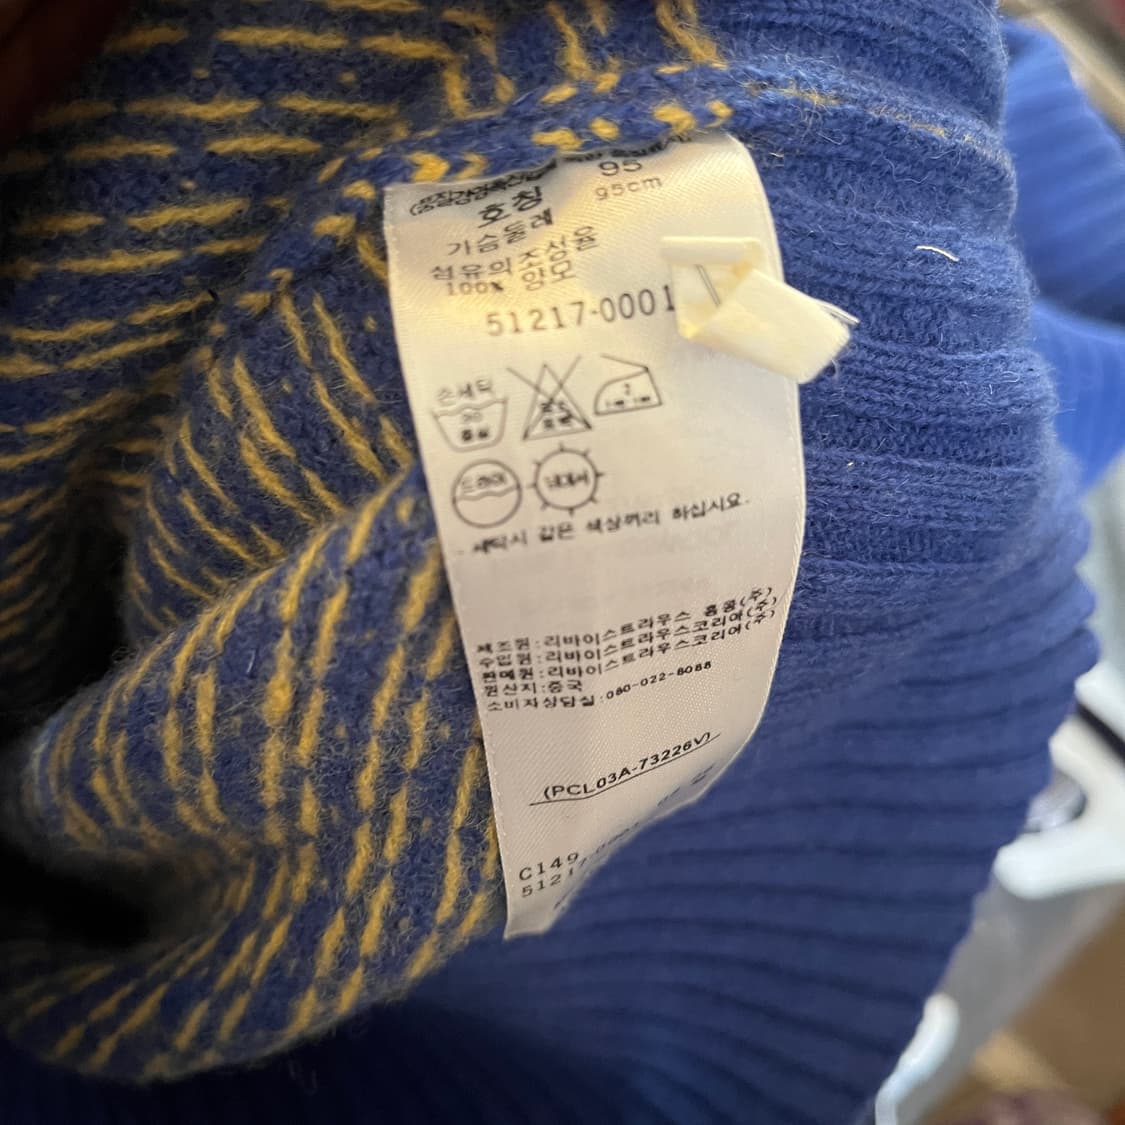 호칭 95
가슴둘레 95cm
섬유의조성율
100% 양모
51217-0001
손세탁
30
중성
드라이
뉘여서
세탁시 같은 색상끼리 하십시요.
제조원:리바이스트라우스 홍콩(주)
수입원:리바이스트라우스코리아(주)
판매원:리바이스트라우스코리아(주)
원산지:중국
소비자상담실:080-022-8088
(PCL03A-73226V)
C149
5121